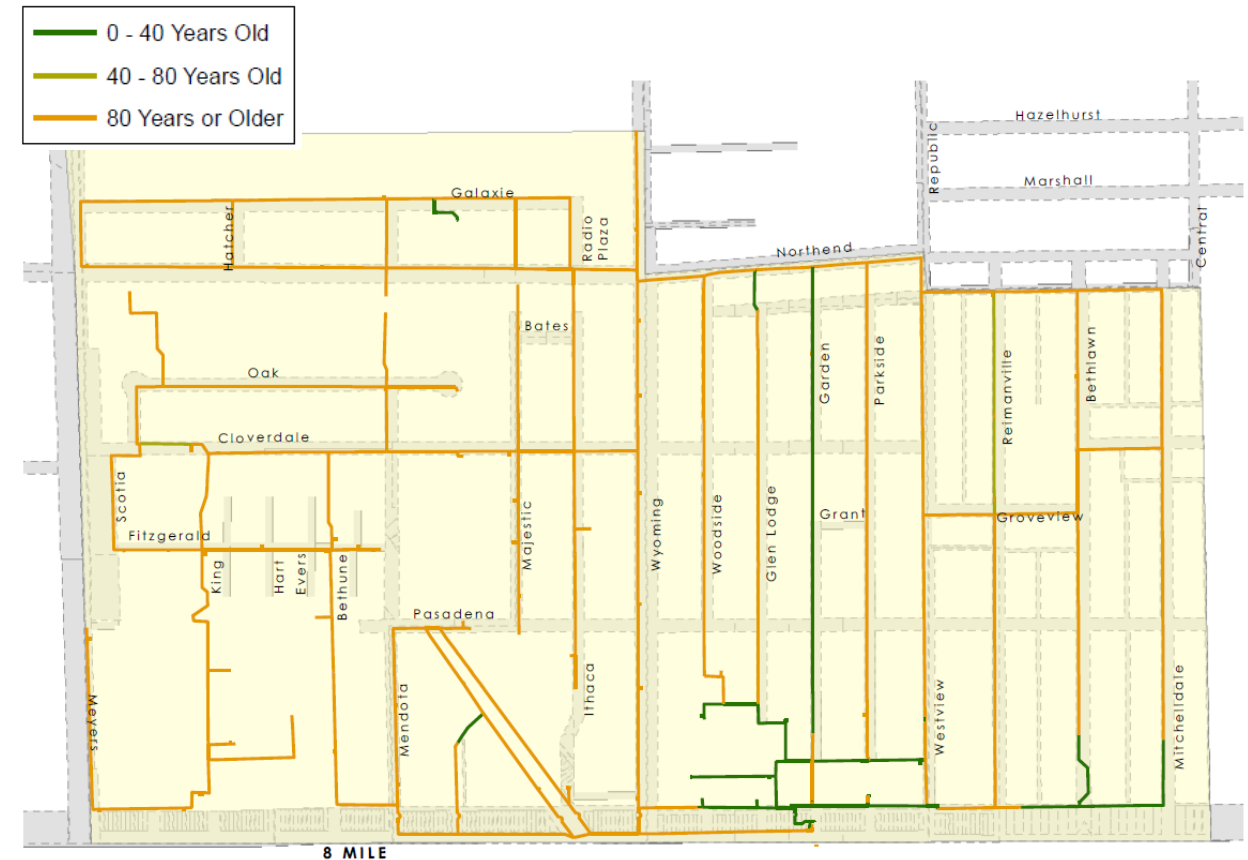 0 - 40 Years Old
40 - 80 Years Old
80 Years or Older
Hazelhurst
Republic
Marshall
Central
Galaxie
Hatcher
Radio
Plaza
Northend
Bates
Oak
Garden
Parkside
Reimanville
Bethlawn
Cloverdale
Scotia
Fitzgerald
King
Hart
Evers
Bethune
Majestic
Wyoming
Woodside
Glen Lodge
Grant
Groveview
Pasadena
Meyers
Mendota
Ithaca
Westview
Mitchelldale
8 MILE